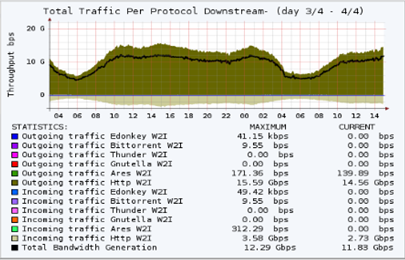 Total Traffic Per Protocol Downstream- (day 3/4 - 4/4)
Throughput bps
20 G
10 G
0
04 06 08 10 12 14 16 18 20 22 00 02 04 06 08 10 12 14
STATISTICS: MAXIMUM CURRENT
Outgoing traffic Edonkey W2I 41.15 kbps 0.00 bps
Outgoing traffic Bittorrent W2I 9.55 bps 0.00 bps
Outgoing traffic Thunder W2I 0.00 bps 0.00 bps
Outgoing traffic Gnutella W2I 0.00 bps 0.00 bps
Outgoing traffic Ares W2I 171.36 bps 139.89 bps
Outgoing traffic Http W2I 15.59 Gbps 14.56 Gbps
Incoming traffic Edonkey W2I 49.42 kbps 0.00 bps
Incoming traffic Bittorrent W2I 9.55 bps 0.00 bps
Incoming traffic Thunder W2I 0.00 bps 0.00 bps
Incoming traffic Gnutella W2I 0.00 bps 0.00 bps
Incoming traffic Ares W2I 312.29 bps 0.00 bps
Incoming traffic Http W2I 3.58 Gbps 2.73 Gbps
Total Bandwidth Generation 12.29 Gbps 11.83 Gbps